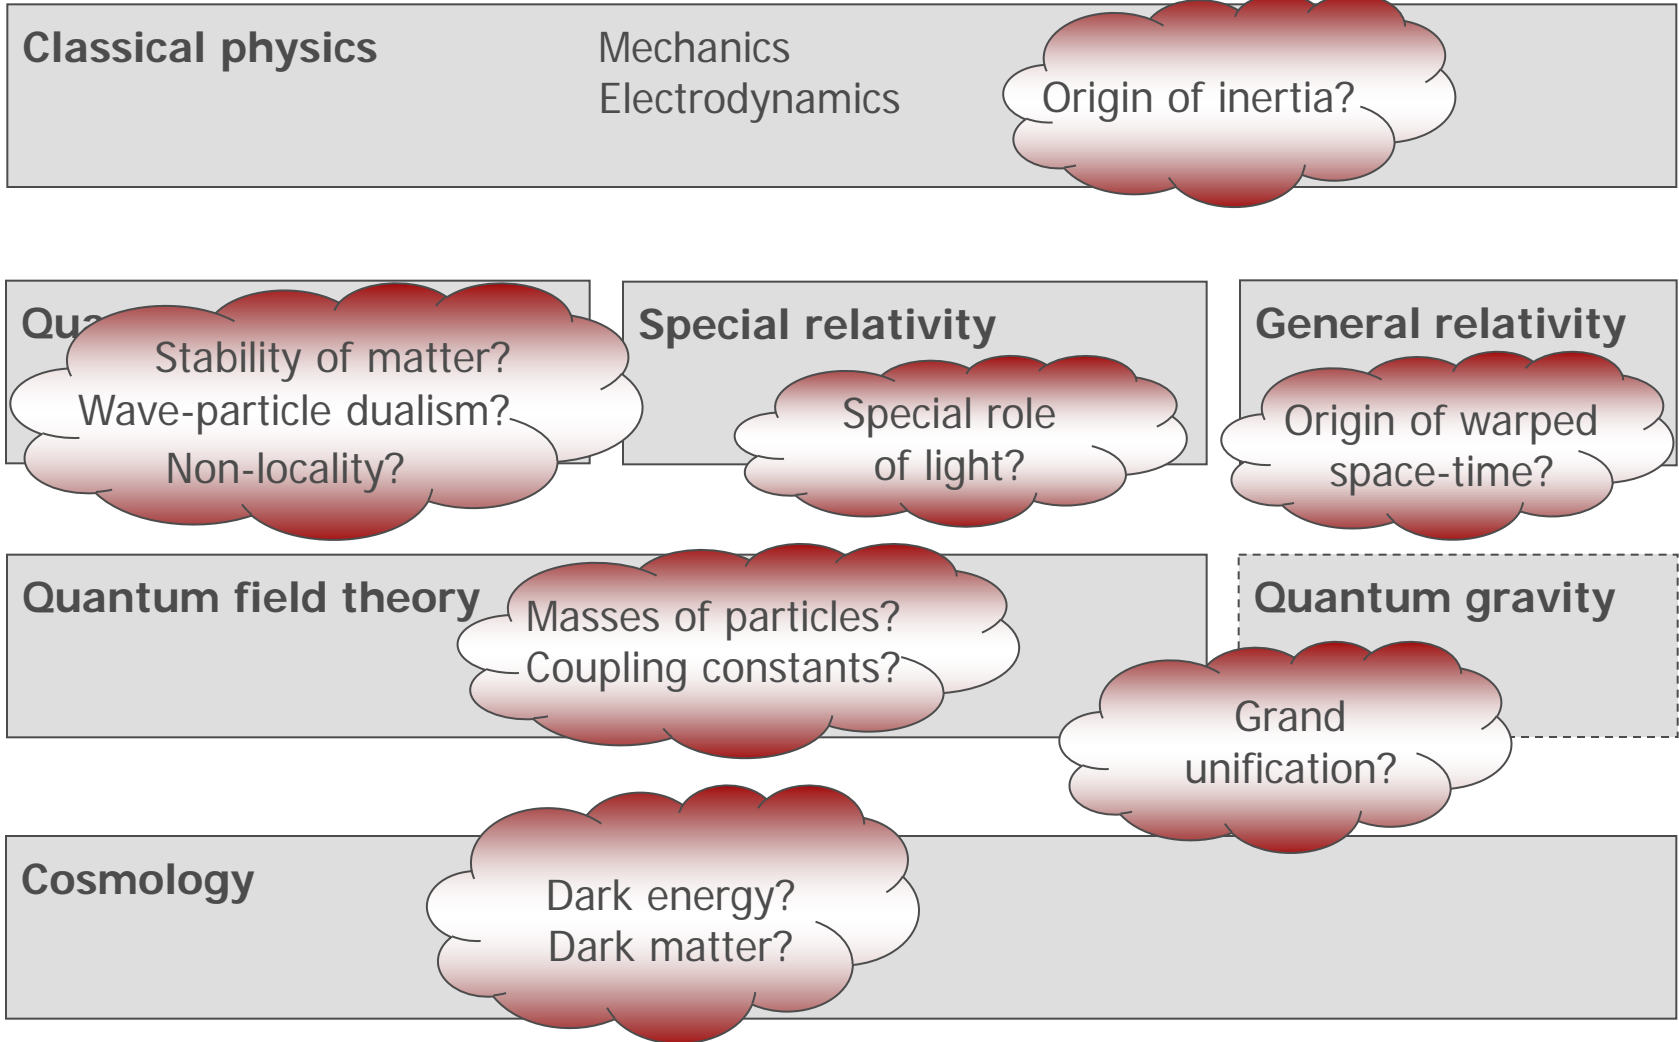 Classical physics
Mechanics
Electrodynamics
Origin of inertia?
Stability of matter?
Wave-particle dualism?
Non-locality?
Special relativity
Special role
of light?
General relativity
Origin of warped
space-time?
Quantum field theory
Masses of particles?
Coupling constants?
Quantum gravity
Grand
unification?
Cosmology
Dark energy?
Dark matter?